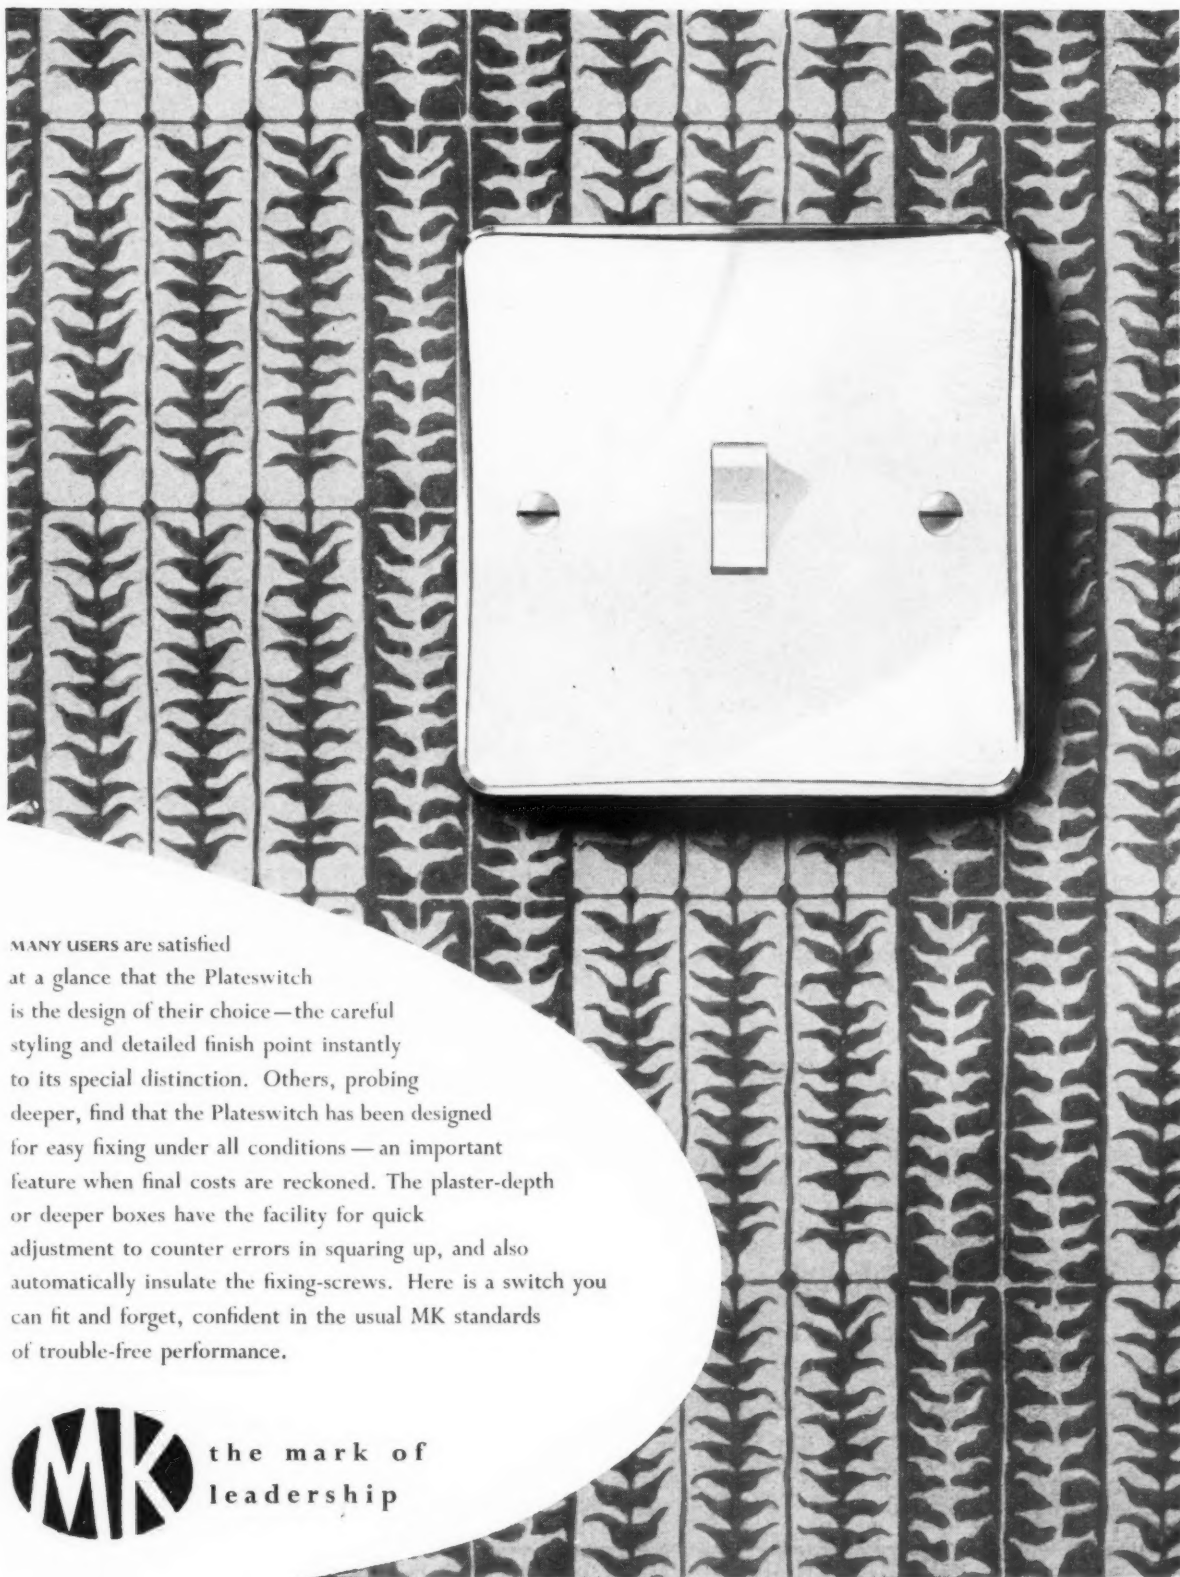 MANY USERS are satisfied
at a glance that the Plateswitch
is the design of their choice—the careful
styling and detailed finish point instantly
to its special distinction. Others, probing
deeper, find that the Plateswitch has been designed
for easy fixing under all conditions — an important
feature when final costs are reckoned. The plaster-depth
or deeper boxes have the facility for quick
adjustment to counter errors in squaring up, and also
automatically insulate the fixing-screws. Here is a switch you
can fit and forget, confident in the usual MK standards
of trouble-free performance.
MK
the mark of
leadership